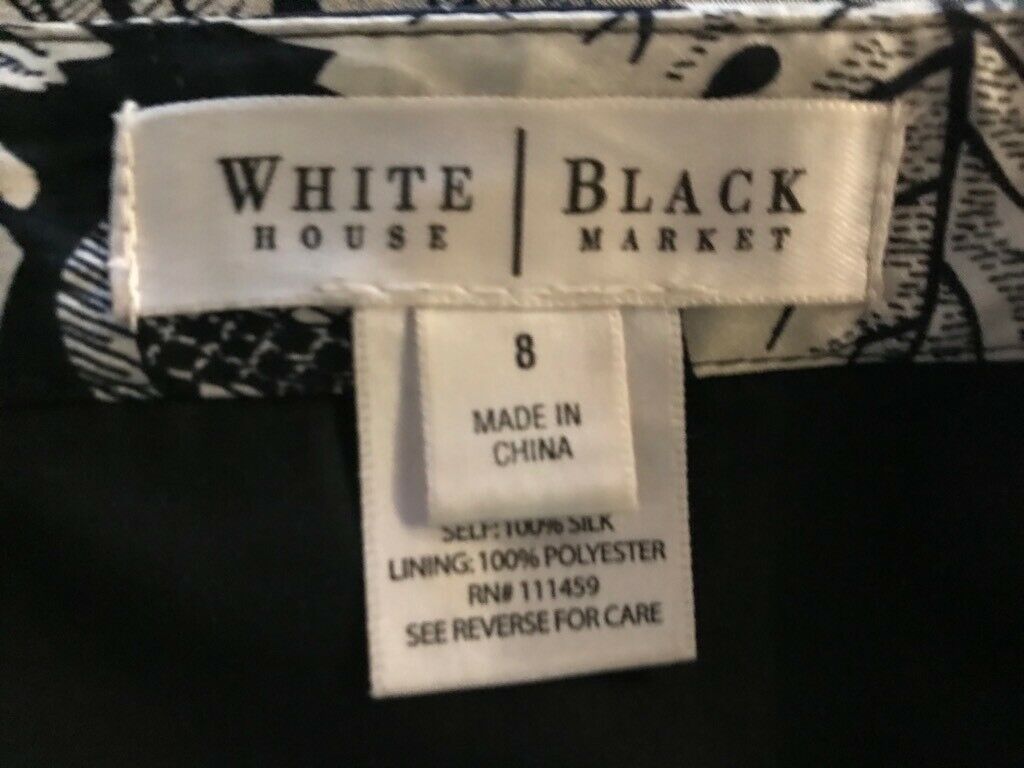 WHITE | BLACK
HOUSE MARKET
8
MADE IN
CHINA
SELF: 100% SILK
LINING: 100% POLYESTER
RN# 111459
SEE REVERSE FOR CARE